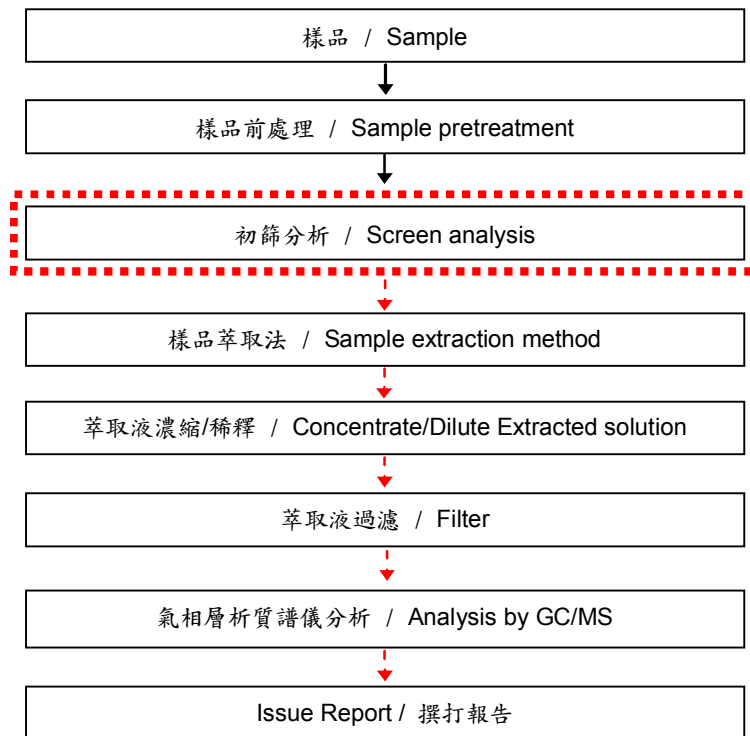 樣品 / Sample
樣品前處理 / Sample pretreatment
初篩分析 / Screen analysis
樣品萃取法 / Sample extraction method
萃取液濃縮/稀釋 / Concentrate/Dilute Extracted solution
萃取液過濾 / Filter
氣相層析質譜儀分析 / Analysis by GC/MS
Issue Report / 撰打報告